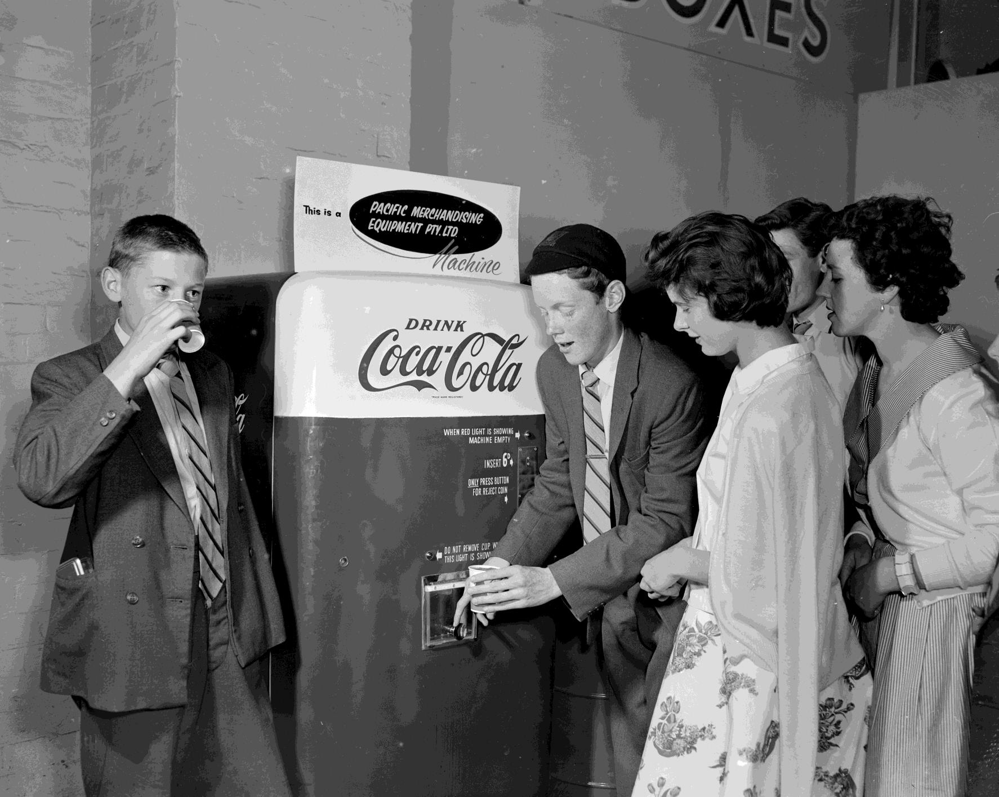 OXES
This is a
PACIFIC MERCHANDISING
EQUIPMENT PTY. LTD.
Machine
DRINK
Coca-Cola
TRADE MARK REGISTERED
WHEN RED LIGHT IS SHOWING
MACHINE EMPTY
INSERT 6D
ONLY PRESS BUTTON
FOR REJECT COIN
DO NOT REMOVE CUP W
THIS LIGHT IS SHOW